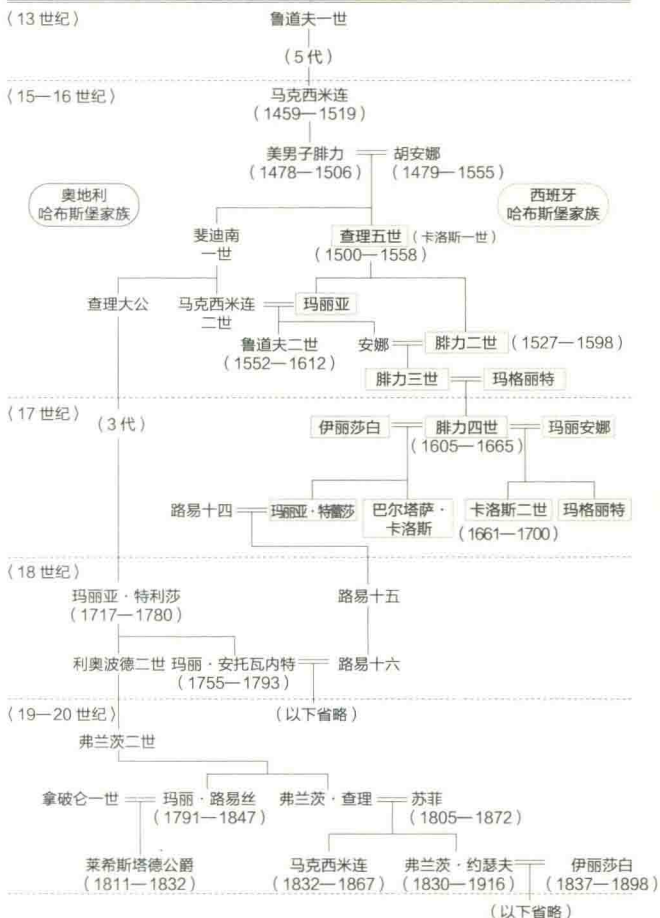 〈13世纪〉
鲁道夫一世
(5代)
〈15—16世纪〉
马克西米连
(1459—1519)
美男子腓力 胡安娜
(1478—1506) (1479—1555)
奥地利
哈布斯堡家族
西班牙
哈布斯堡家族
斐迪南
一世
查理五世(卡洛斯一世)
(1500—1558)
查理大公
马克西米连
二世
玛丽亚
鲁道夫二世
(1552—1612)
安娜
腓力二世(1527—1598)
腓力三世 玛格丽特
〈17世纪〉
(3代)
伊丽莎白 腓力四世 玛丽安娜
(1605—1665)
路易十四 玛丽亚·特蕾莎
巴尔塔萨·
卡洛斯
卡洛斯二世
(1661—1700)
玛格丽特
〈18世纪〉
玛丽亚·特利莎
(1717—1780)
路易十五
利奥波德二世 玛丽·安托瓦内特 路易十六
(1755—1793)
〈19—20世纪〉
(以下省略)
弗兰茨二世
拿破仑一世 玛丽·路易丝 弗兰茨·查理 苏菲
(1791—1847) (1805—1872)
莱希斯塔德公爵 马克西米连 弗兰茨·约瑟夫 伊丽莎白
(1811—1832) (1832—1867) (1830—1916) (1837—1898)
(以下省略)